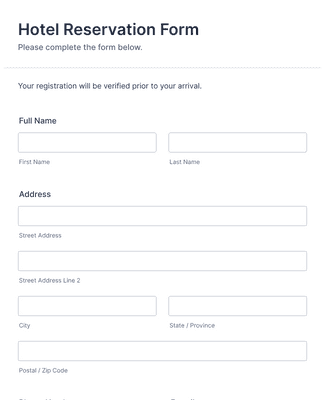 Hotel Reservation Form
Please complete the form below.
Your registration will be verified prior to your arrival.
Full Name
First Name Last Name
Address
Street Address
Street Address Line 2
City State / Province
Postal / Zip Code